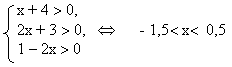 x + 4 > 0,
2x + 3 > 0, ⇔ - 1,5< x < 0,5
1 – 2x > 0